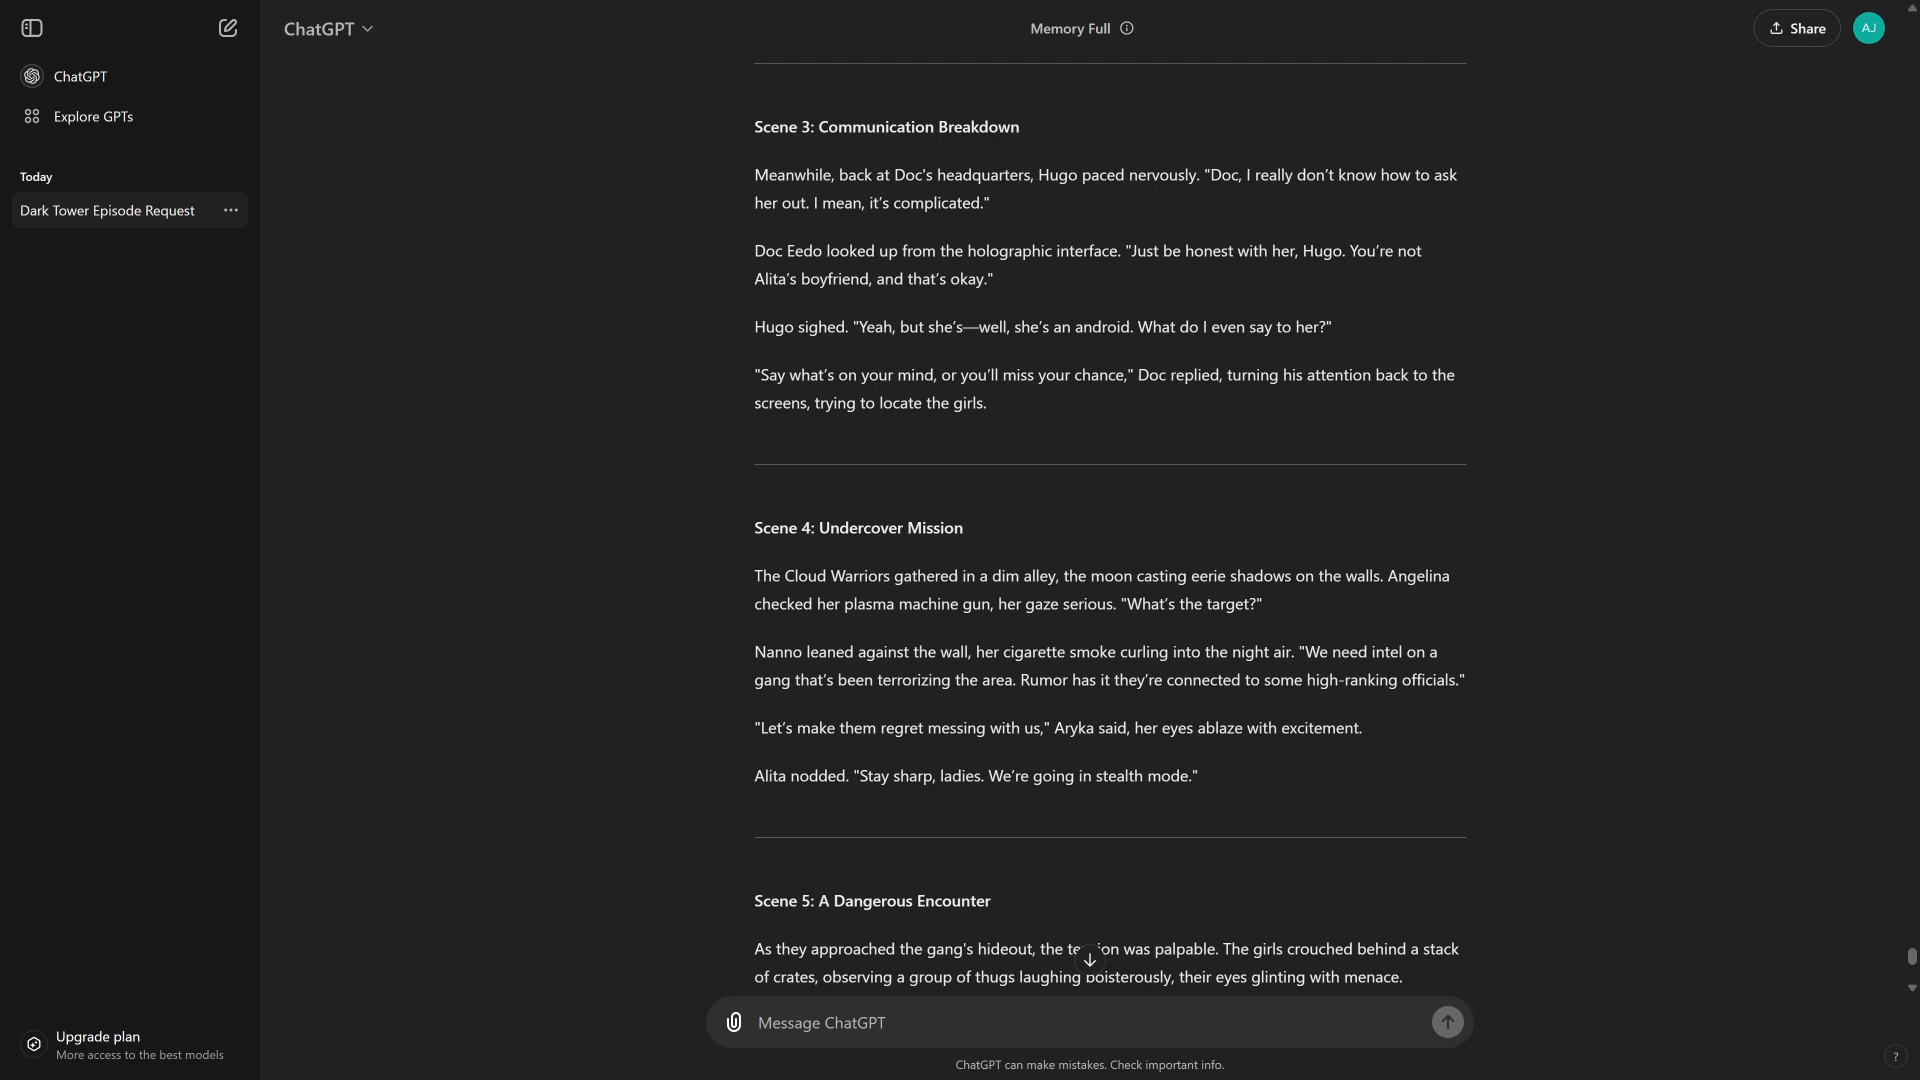 ChatGPT
Memory Full
Share
AJ
ChatGPT
Explore GPTs
Today
Dark Tower Episode Request
Scene 3: Communication Breakdown
Meanwhile, back at Doc's headquarters, Hugo paced nervously. "Doc, I really don’t know how to ask
her out. I mean, it’s complicated."
Doc Eedo looked up from the holographic interface. "Just be honest with her, Hugo. You’re not
Alita’s boyfriend, and that’s okay."
Hugo sighed. "Yeah, but she’s—well, she’s an android. What do I even say to her?"
"Say what’s on your mind, or you’ll miss your chance," Doc replied, turning his attention back to the
screens, trying to locate the girls.
Scene 4: Undercover Mission
The Cloud Warriors gathered in a dim alley, the moon casting eerie shadows on the walls. Angelina
checked her plasma machine gun, her gaze serious. "What’s the target?"
Nanno leaned against the wall, her cigarette smoke curling into the night air. "We need intel on a
gang that’s been terrorizing the area. Rumor has it they’re connected to some high-ranking officials."
"Let’s make them regret messing with us," Aryka said, her eyes ablaze with excitement.
Alita nodded. "Stay sharp, ladies. We’re going in stealth mode."
Scene 5: A Dangerous Encounter
As they approached the gang's hideout, the tension was palpable. The girls crouched behind a stack
of crates, observing a group of thugs laughing boisterously, their eyes glinting with menace.
Message ChatGPT
ChatGPT can make mistakes. Check important info.
Upgrade plan
More access to the best models
?